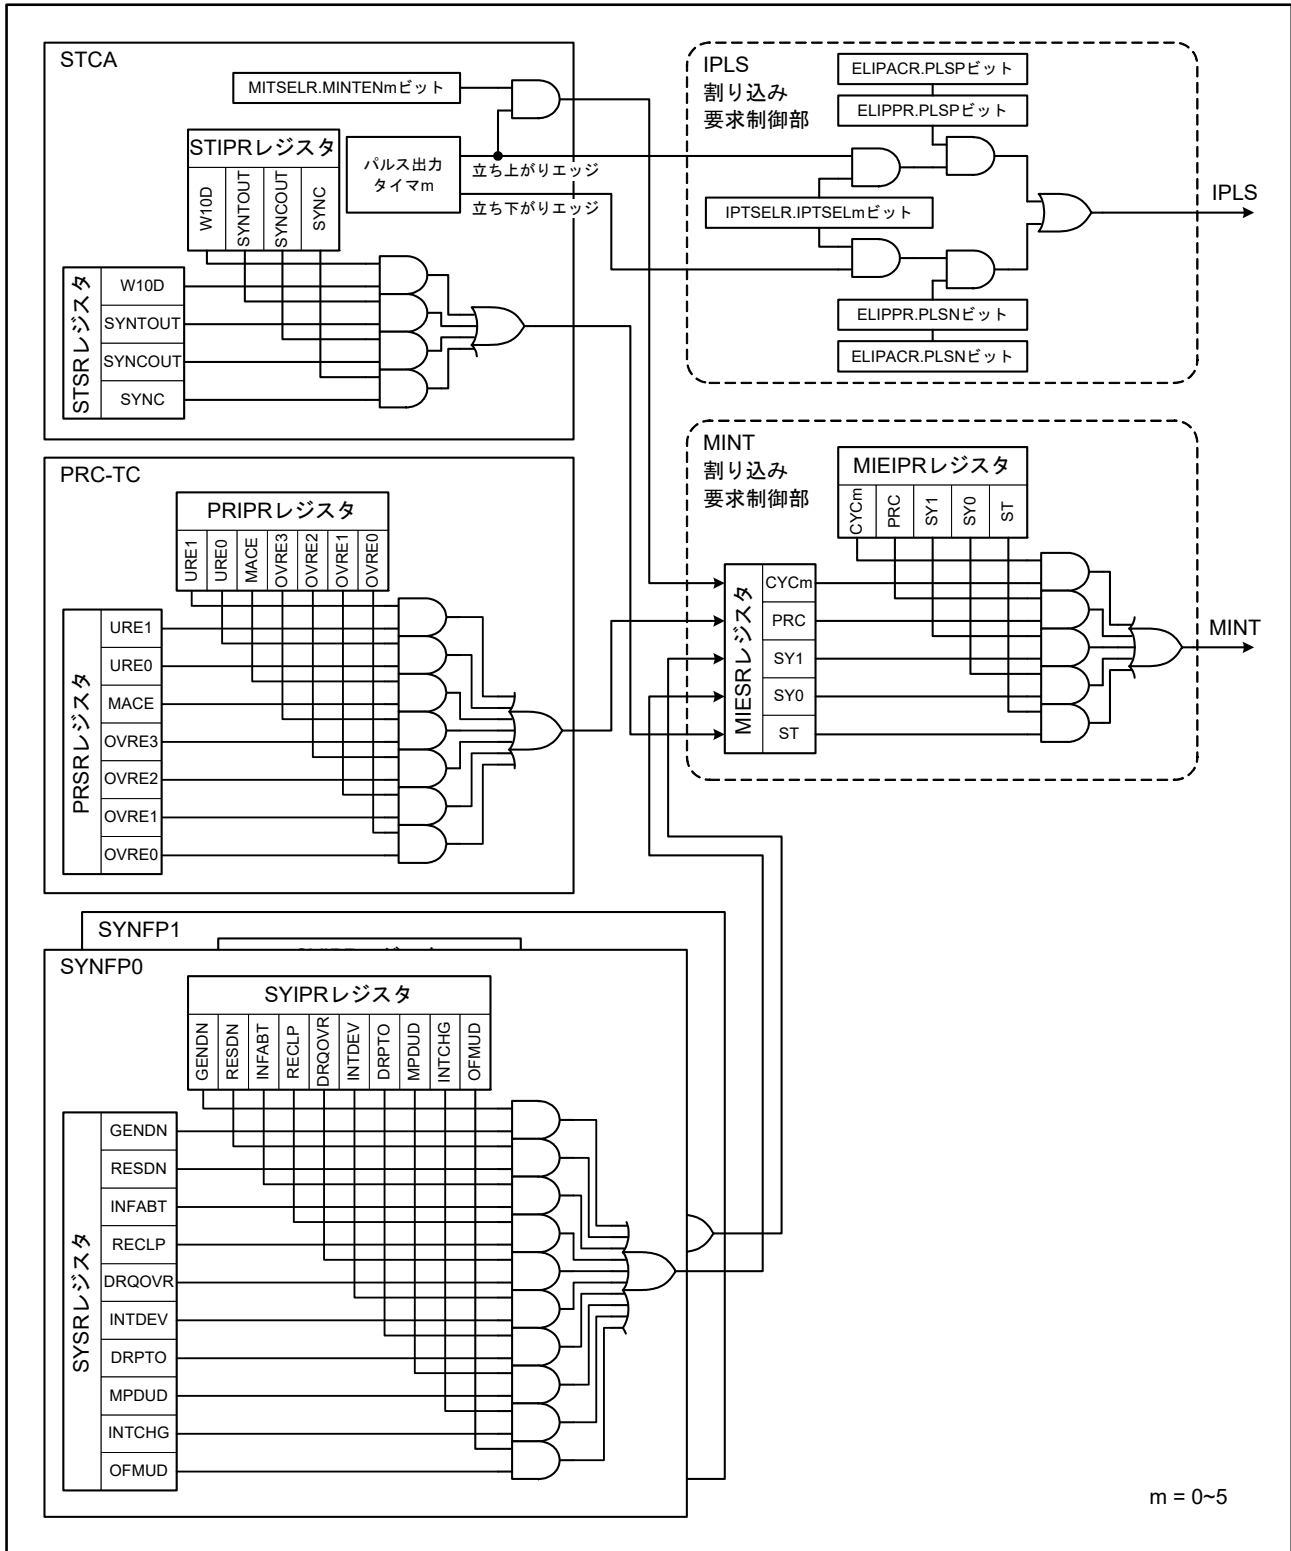 STCA
MITSELR.MINTENmビット
STIPRレジスタ
W10D
SYNTOUT
SYNCOUT
SYNC
パルス出力
タイマm
立ち上がりエッジ
立ち下がりエッジ
STSRレジスタ
W10D
SYNTOUT
SYNCOUT
SYNC
IPLS
割り込み
要求制御部
ELIPACR.PLSPビット
ELIPPR.PLSPビット
IPTSELR.IPTSELmビット
ELIPPR.PLSNビット
ELIPACR.PLSNビット
IPLS
PRC-TC
PRIPRレジスタ
URE1
URE0
MACE
OVRE3
OVRE2
OVRE1
OVRE0
PRSRレジスタ
URE1
URE0
MACE
OVRE3
OVRE2
OVRE1
OVRE0
MINT
割り込み
要求制御部
MIEIPRレジスタ
CYCm
PRC
SY1
SY0
ST
MIESRレジスタ
CYCm
PRC
SY1
SY0
ST
MINT
SYNFP1
SYNFP0
SYIPRレジスタ
GENDN
RESDN
INFABT
RECLP
DRQOVR
INTDEV
DRPTO
MPDUD
INTCHG
OFMUD
SYSRレジスタ
GENDN
RESDN
INFABT
RECLP
DRQOVR
INTDEV
DRPTO
MPDUD
INTCHG
OFMUD
m = 0~5